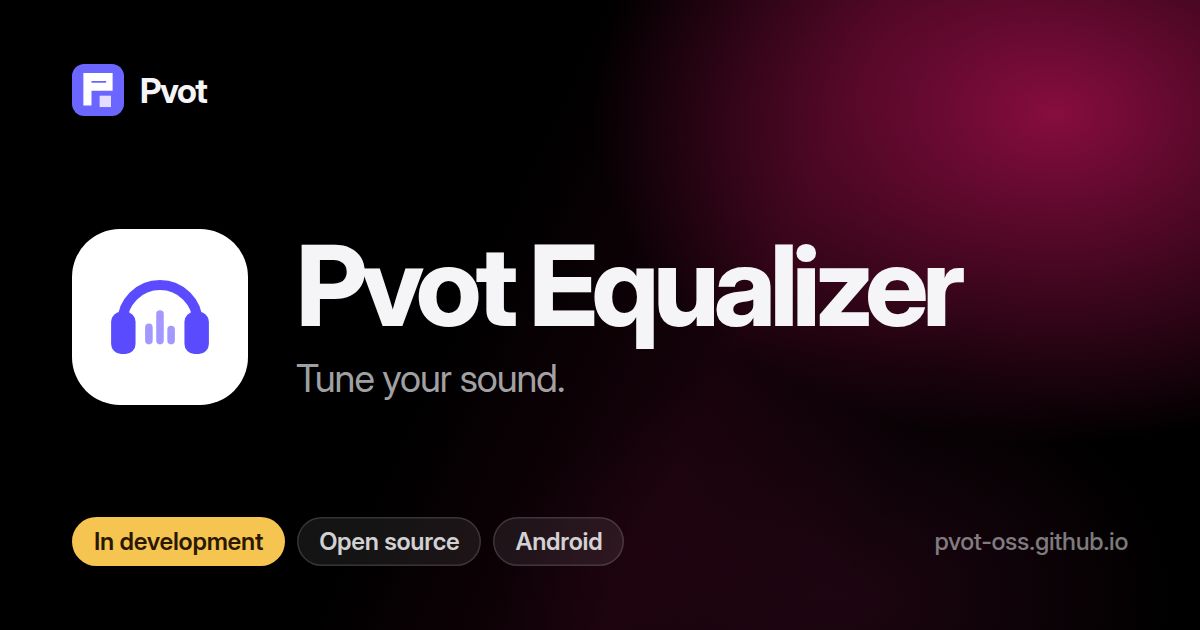 Pvot
Pvot Equalizer
Tune your sound.
In development
Open source
Android
pvot-oss.github.io